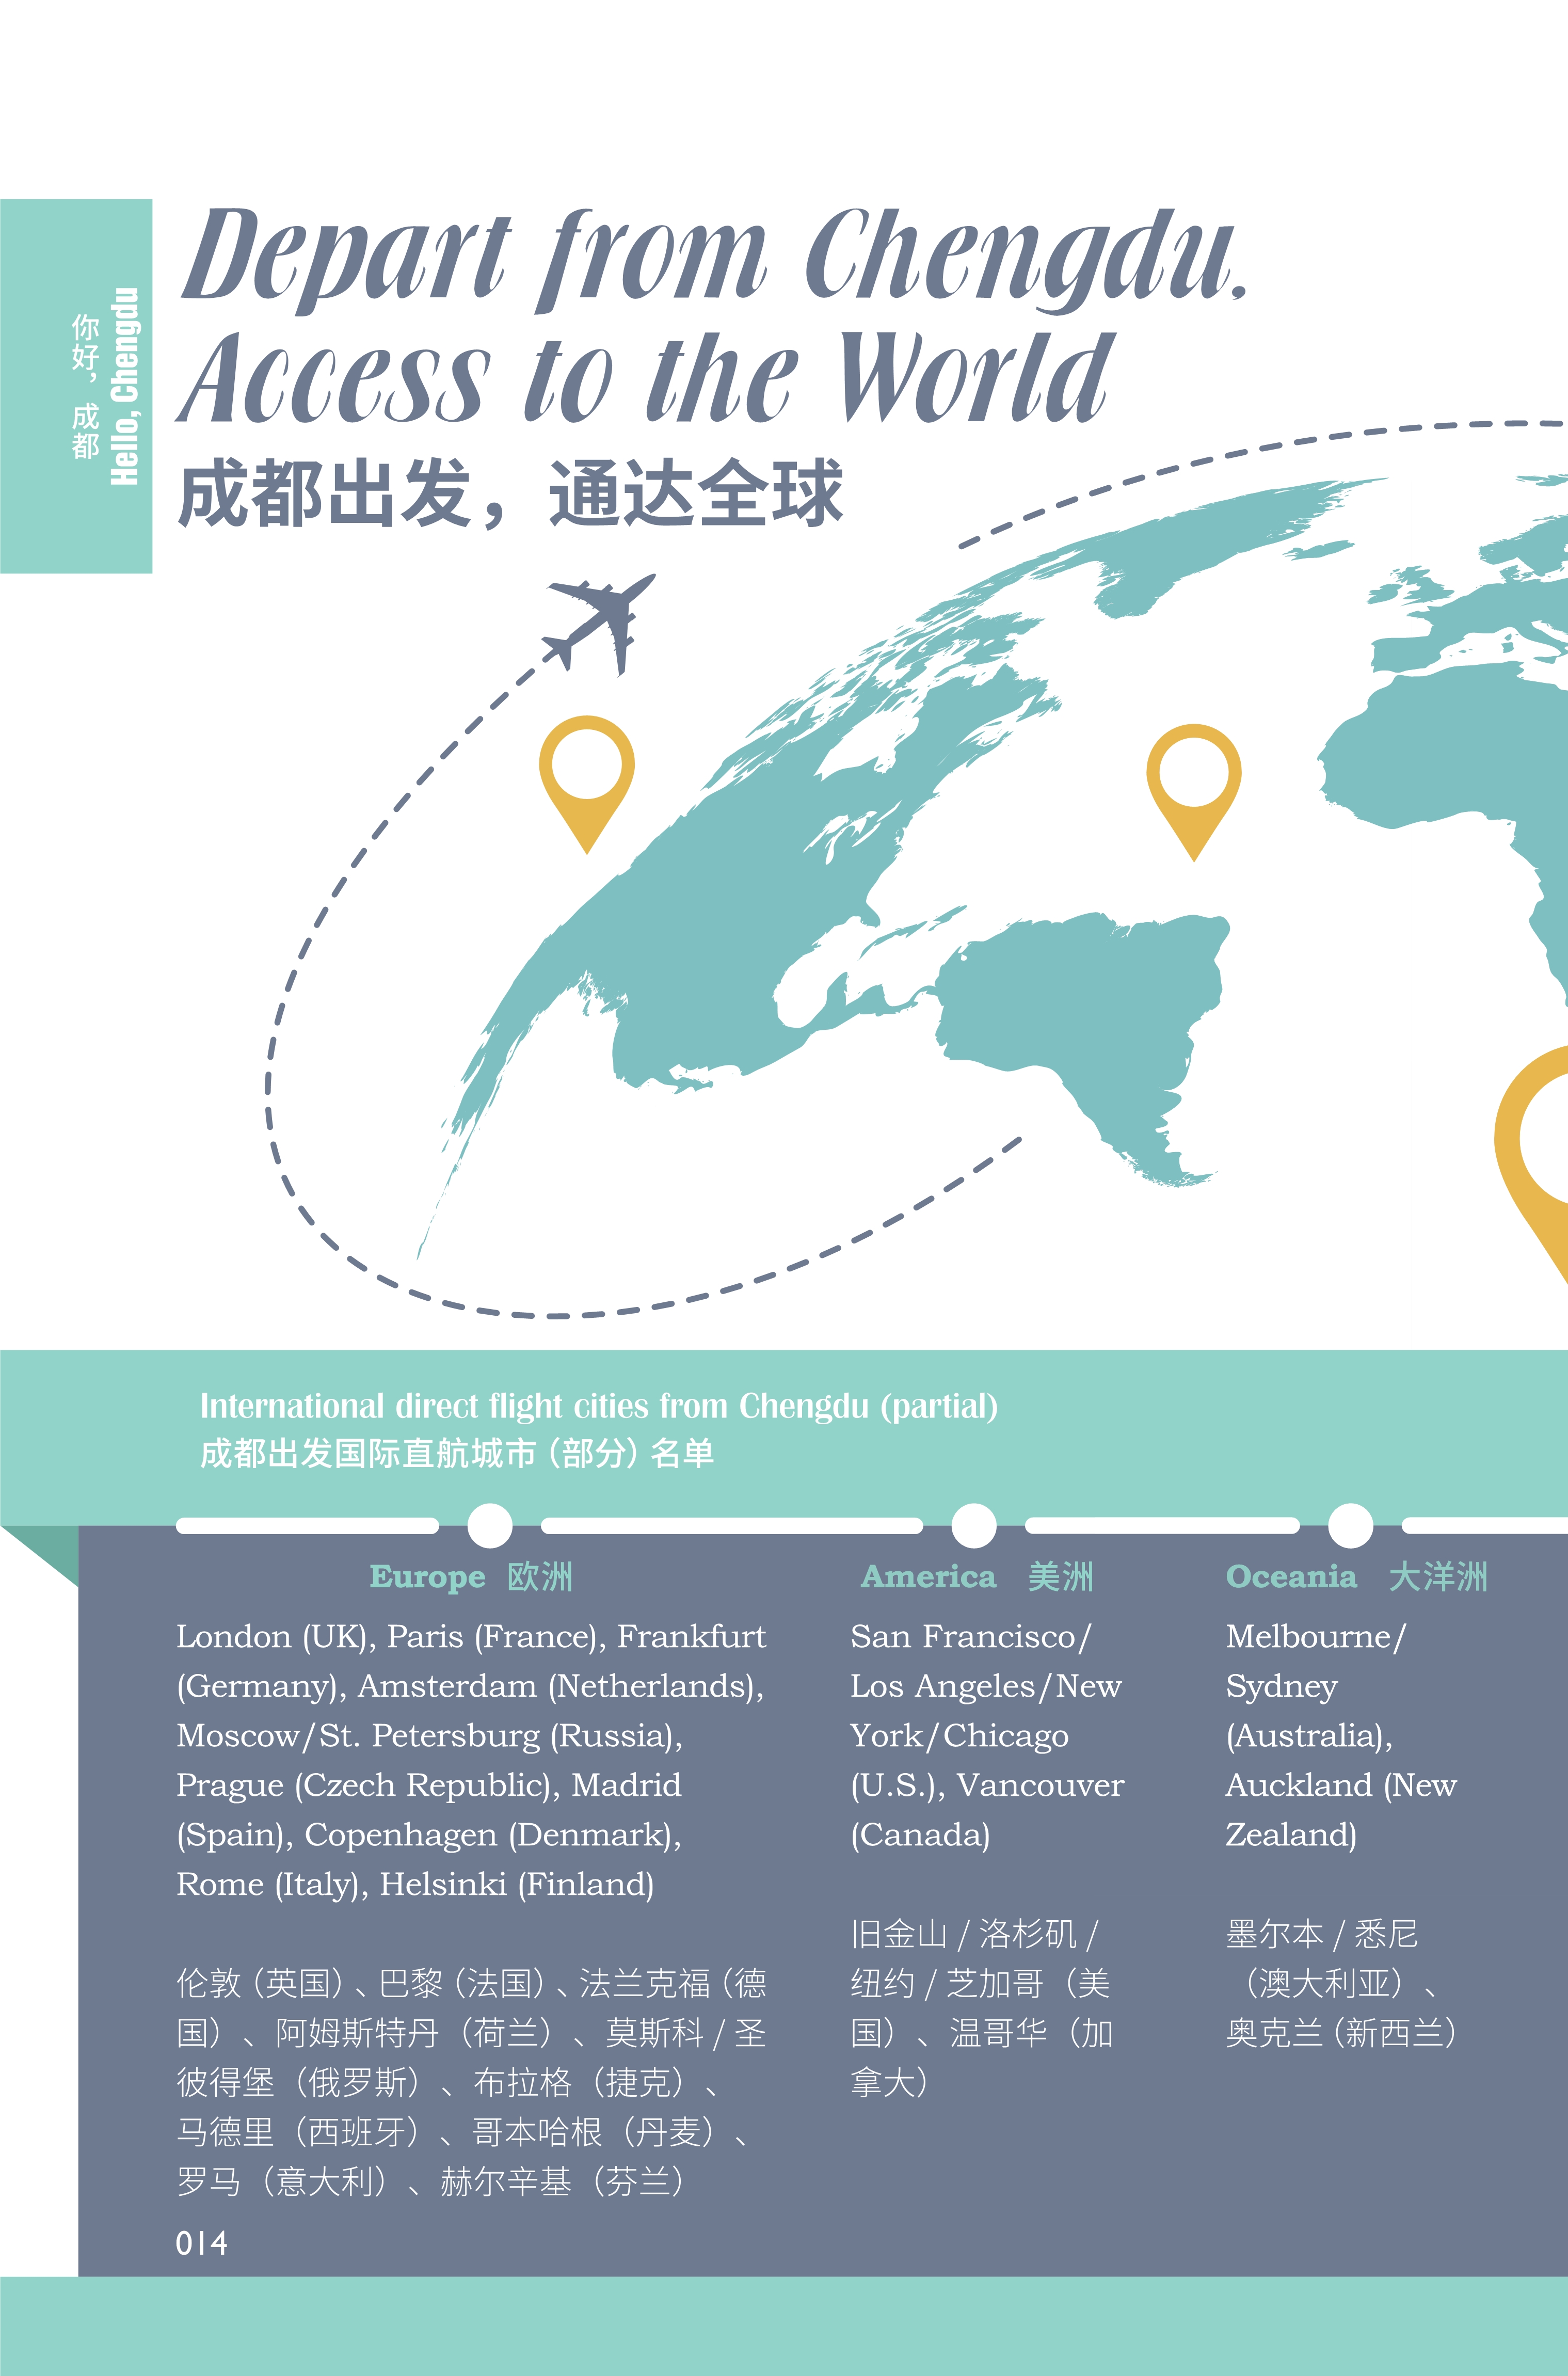 你好，成都
Hello, Chengdu
Depart from Chengdu.
Access to the World
成都出发，通达全球
International direct flight cities from Chengdu (partial)
成都出发国际直航城市（部分）名单
Europe 欧洲
London (UK), Paris (France), Frankfurt
(Germany), Amsterdam (Netherlands),
Moscow/St. Petersburg (Russia),
Prague (Czech Republic), Madrid
(Spain), Copenhagen (Denmark),
Rome (Italy), Helsinki (Finland)
伦敦（英国）、巴黎（法国）、法兰克福（德
国）、阿姆斯特丹（荷兰）、莫斯科 / 圣
彼得堡（俄罗斯）、布拉格（捷克）、
马德里（西班牙）、哥本哈根（丹麦）、
罗马（意大利）、赫尔辛基（芬兰）
America 美洲
San Francisco/
Los Angeles/New
York/Chicago
(U.S.), Vancouver
(Canada)
旧金山 / 洛杉矶 /
纽约 / 芝加哥（美
国）、温哥华（加
拿大）
Oceania 大洋洲
Melbourne/
Sydney
(Australia),
Auckland (New
Zealand)
墨尔本 / 悉尼
（澳大利亚）、
奥克兰（新西兰）
014